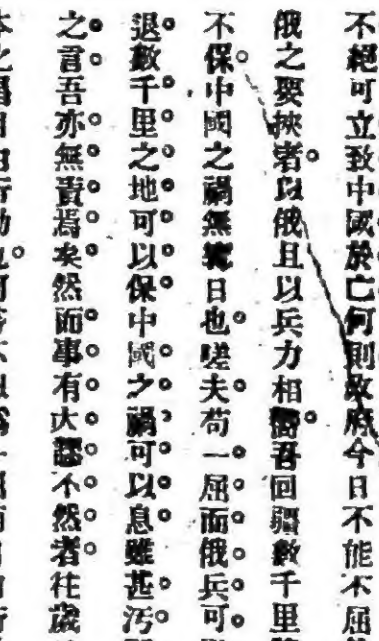 不絕可立致中國於亡何則政府今日不能不屈
俄之要挾者以俄且以兵力相脅吾回疆數千里
不保中國之禍無寧日也嗟夫苟一屈而俄兵可
退數千里之地可以保中國之禍可以息雖甚汚
之言吾亦無責焉矣然而事有大謬不然者往歲